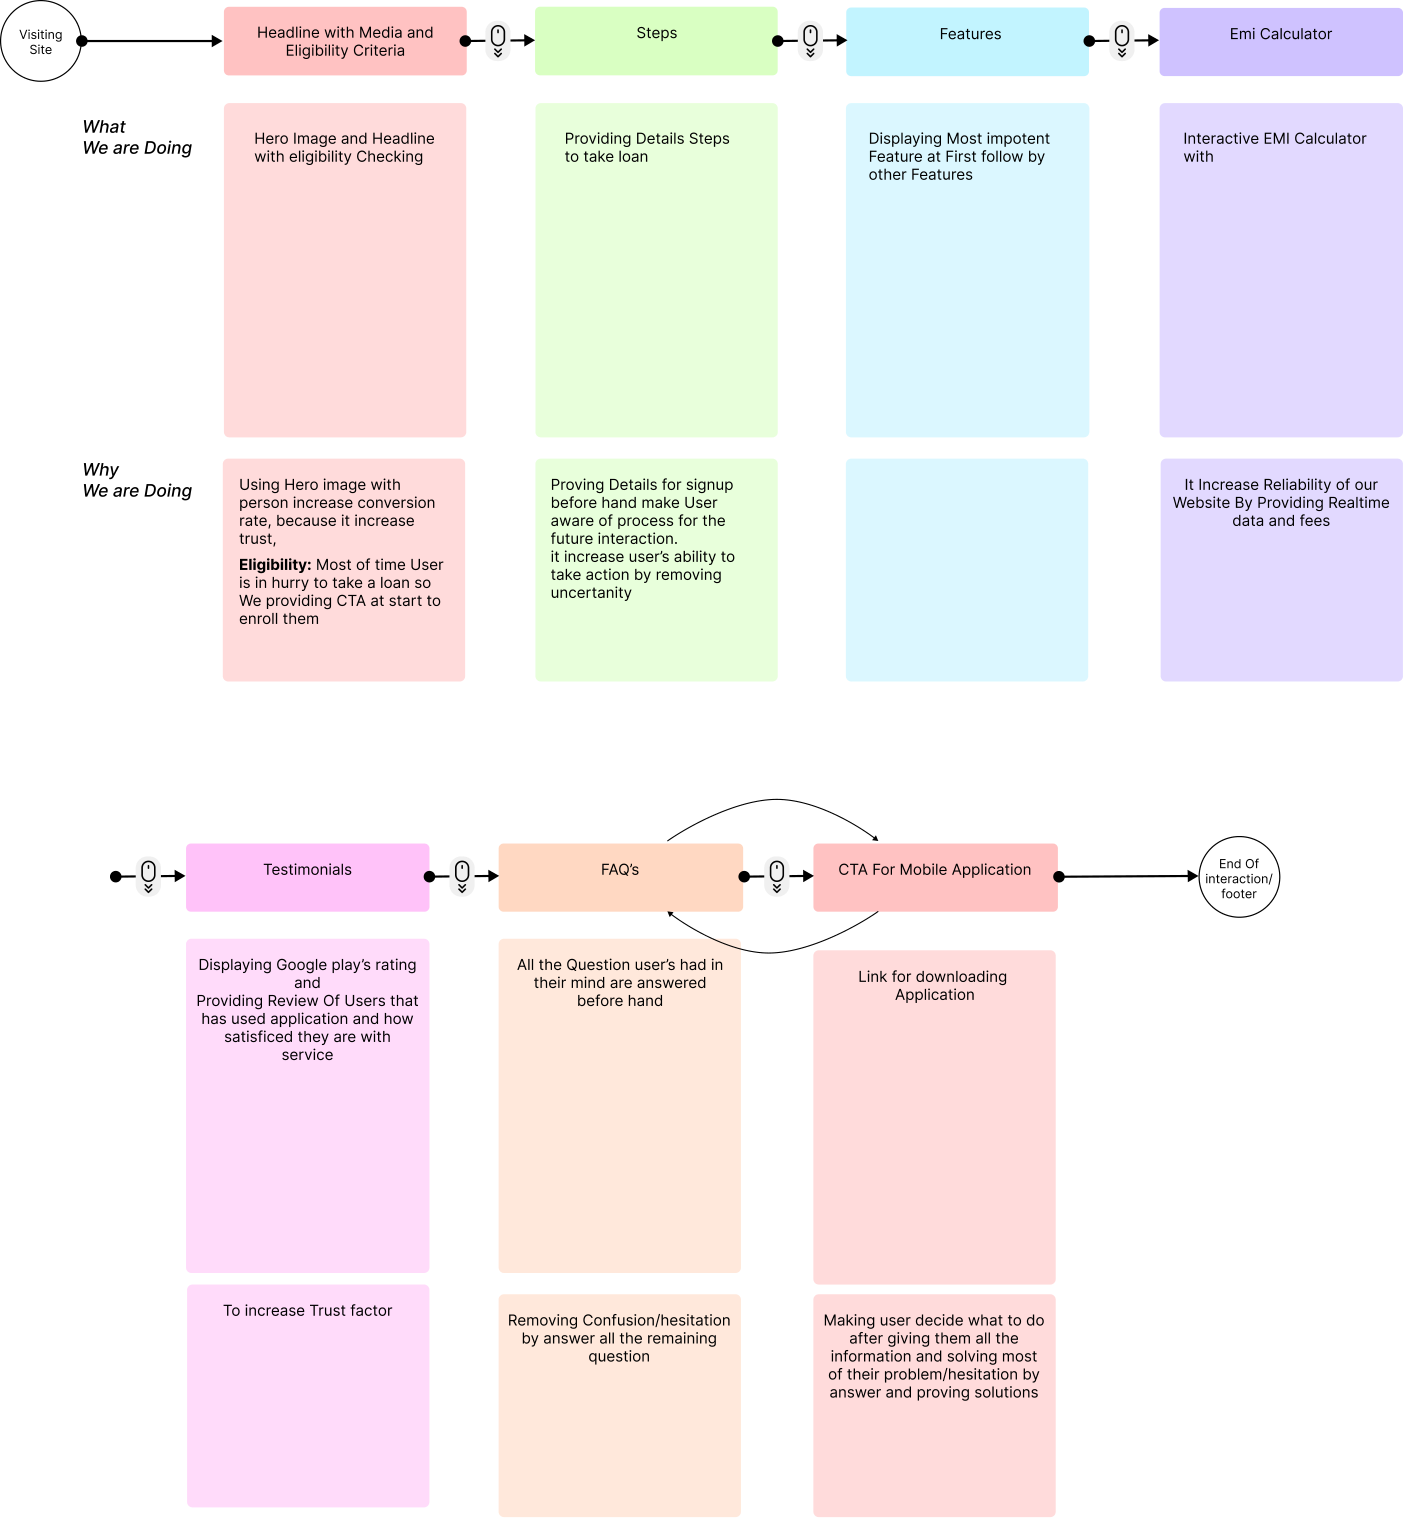 Visiting
Site
Headline with Media and
Eligibility Criteria
Steps
Features
Emi Calculator
What
We are Doing
Hero Image and Headline
with eligibility Checking
Providing Details Steps
to take loan
Displaying Most impotent
Feature at First follow by
other Features
Interactive EMI Calculator
with
Why
We are Doing
Using Hero image with
person increase conversion
rate, because it increase
trust,
Eligibility: Most of time User
is in hurry to take a loan so
We providing CTA at start to
enroll them
Proving Details for signup
before hand make User
aware of process for the
future interaction.
it increase user’s ability to
take action by removing
uncertanity
It Increase Reliability of our
Website By Providing Realtime
data and fees
Testimonials
FAQ’s
CTA For Mobile Application
End Of
interaction/
footer
Displaying Google play’s rating
and
Providing Review Of Users that
has used application and how
satisficed they are with
service
All the Question user’s had in
their mind are answered
before hand
Link for downloading
Application
To increase Trust factor
Removing Confusion/hesitation
by answer all the remaining
question
Making user decide what to do
after giving them all the
information and solving most
of their problem/hesitation by
answer and proving solutions